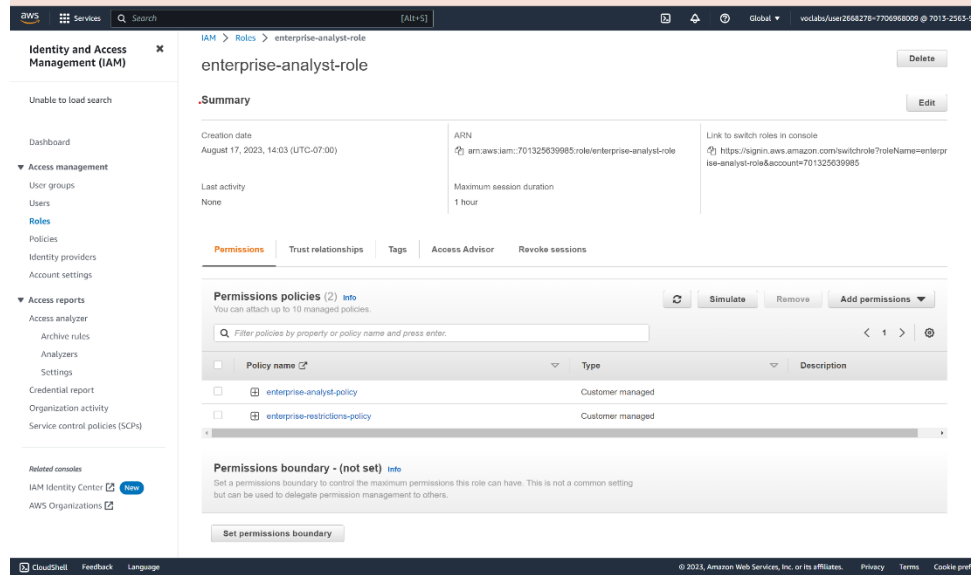 aws Services Search [Alt+S] Global voclabs/user2668278=7706968009 @ 7013-2563-9
Identity and Access
Management (IAM)
Unable to load search
Dashboard
Access management
User groups
Users
Roles
Policies
Identity providers
Account settings
Access reports
Access analyzer
Archive rules
Analyzers
Settings
Credential report
Organization activity
Service control policies (SCPs)
Related consoles
IAM Identity Center New
AWS Organizations
IAM > Roles > enterprise-analyst-role
enterprise-analyst-role
Delete
Summary
Edit
Creation date
August 17, 2023, 14:03 (UTC-07:00)
ARN
arn:aws:iam::701325639985:role/enterprise-analyst-role
Link to switch roles in console
https://signin.aws.amazon.com/switchrole?roleName=enterpr
ise-analyst-role&account=701325639985
Last activity
None
Maximum session duration
1 hour
Permissions Trust relationships Tags Access Advisor Revoke sessions
Permissions policies (2) Info
You can attach up to 10 managed policies.
Simulate Remove Add permissions
Filter policies by property or policy name and press enter.
1
Policy name Type Description
enterprise-analyst-policy Customer managed
enterprise-restrictions-policy Customer managed
Permissions boundary - (not set) Info
Set a permissions boundary to control the maximum permissions this role can have. This is not a common setting
but can be used to delegate permission management to others.
Set permissions boundary
CloudShell Feedback Language © 2023, Amazon Web Services, Inc. or its affiliates. Privacy Terms Cookie pref